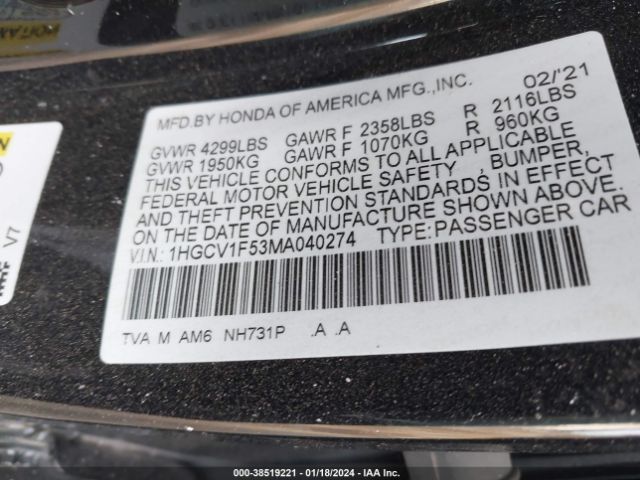 MFD.BY HONDA OF AMERICA MFG.,INC. 02/'21
GVWR 4299LBS GAWR F 2358LBS R 2116LBS
GVWR 1950KG GAWR F 1070KG R 960KG
THIS VEHICLE CONFORMS TO ALL APPLICABLE
FEDERAL MOTOR VEHICLE SAFETY , BUMPER,
AND THEFT PREVENTION STANDARDS IN EFFECT
ON THE DATE OF MANUFACTURE SHOWN ABOVE.
V.I.N.: 1HGCV1F53MA040274 TYPE:PASSENGER CAR
TVA M AM6 NH731P .A .A
V7
000-38519221 | 01/18/2024 | IAA Inc.